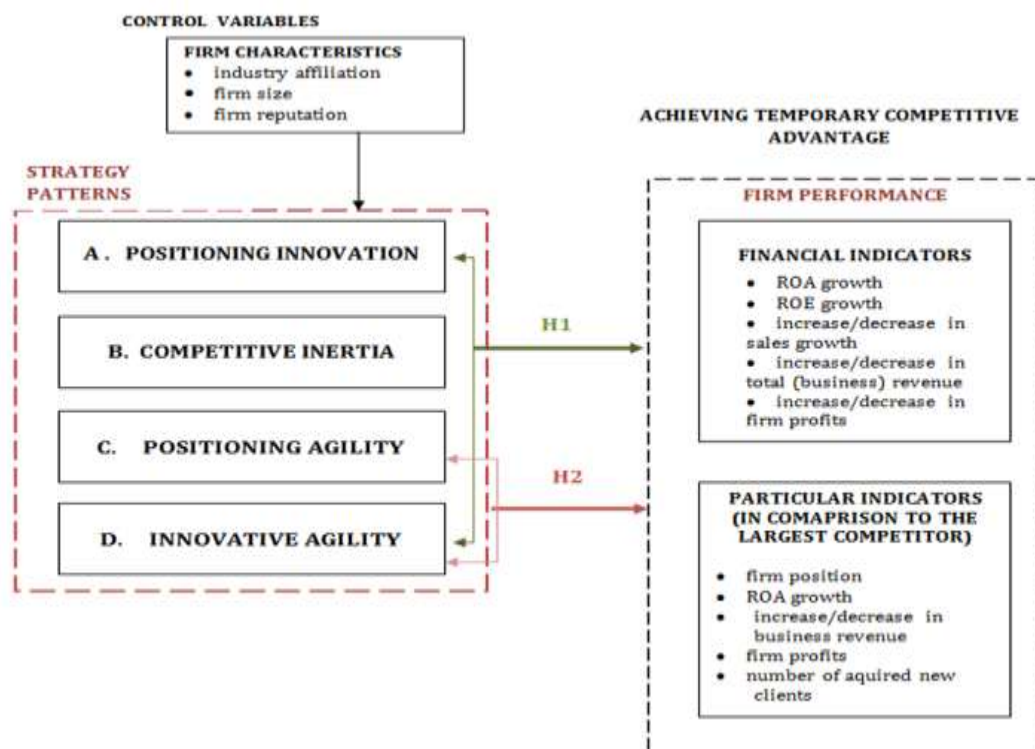 CONTROL VARIABLES
FIRM CHARACTERISTICS
• industry affiliation
• firm size
• firm reputation
ACHIEVING TEMPORARY COMPETITIVE
ADVANTAGE
STRATEGY
PATTERNS
A . POSITIONING INNOVATION
B. COMPETITIVE INERTIA
C. POSITIONING AGILITY
D. INNOVATIVE AGILITY
H1
H2
FIRM PERFORMANCE
FINANCIAL INDICATORS
• ROA growth
• ROE growth
• increase/decrease in
sales growth
• increase/decrease in
total (business) revenue
• increase/decrease in
firm profits
PARTICULAR INDICATORS
(IN COMAPRISON TO THE
LARGEST COMPETITOR)
• firm position
• ROA growth
• increase/decrease in
business revenue
• firm profits
• number of aquired new
clients